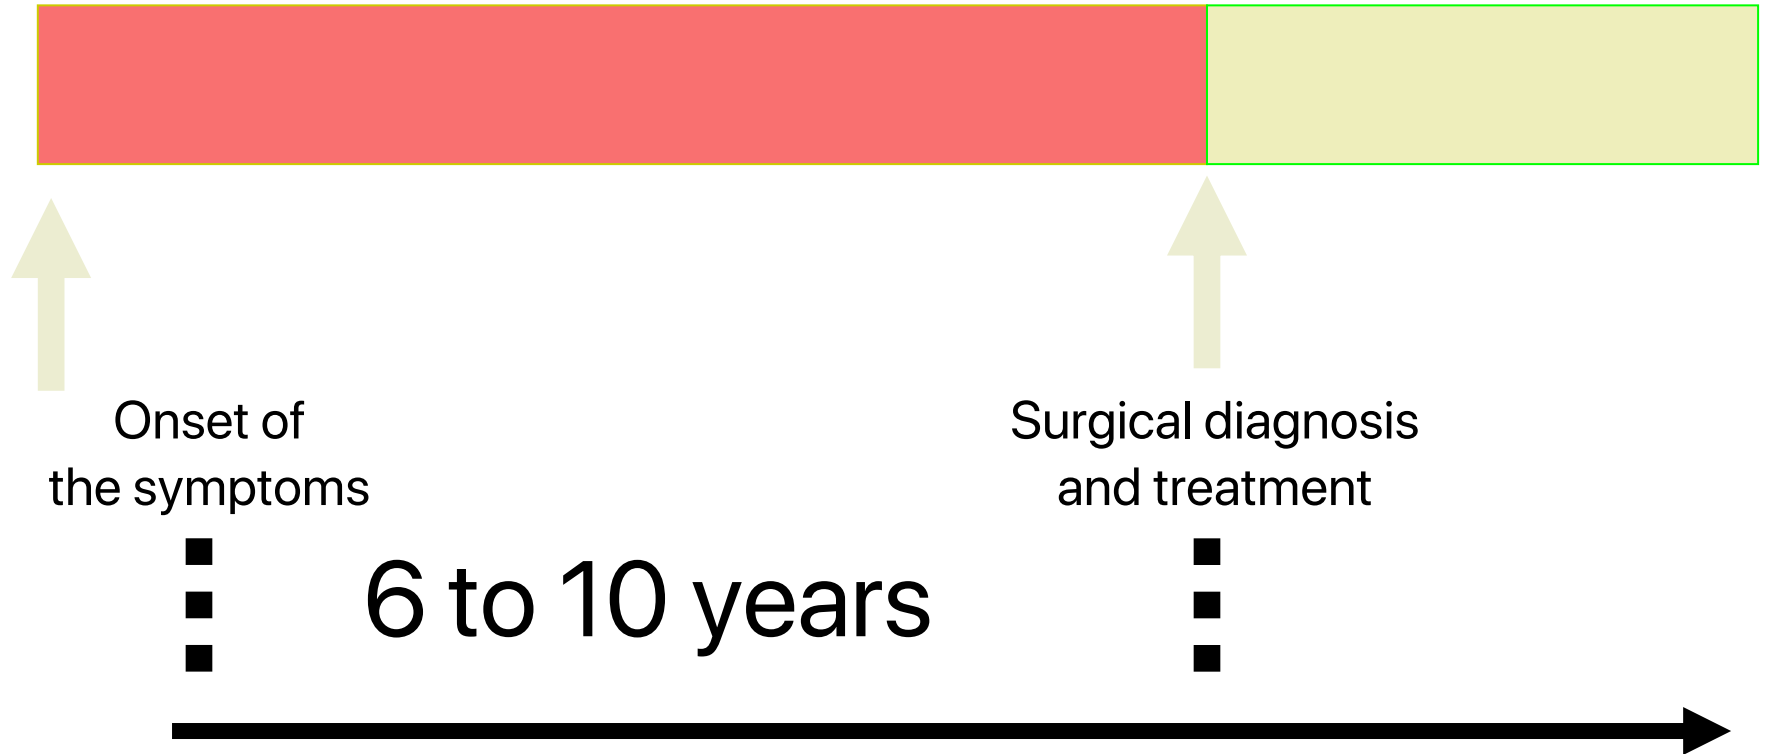 Onset of
the symptoms
Surgical diagnosis
and treatment
6 to 10 years